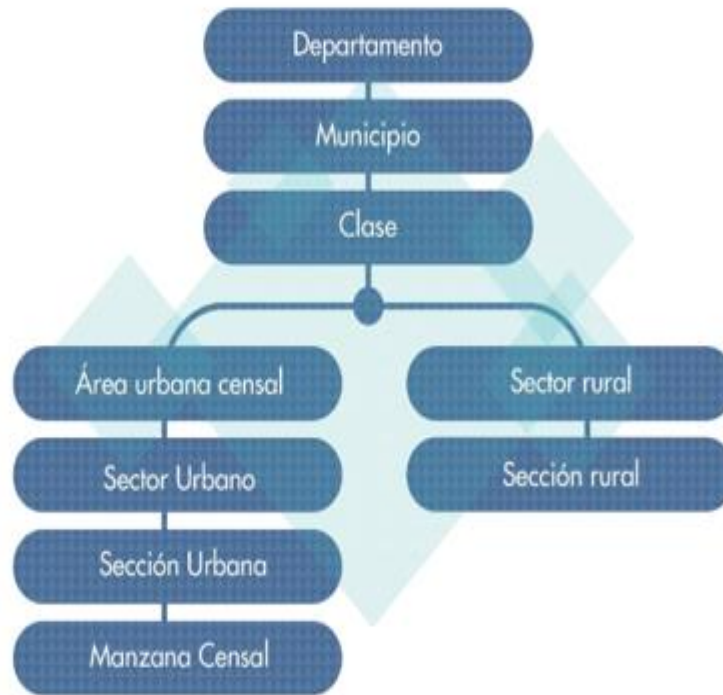 Departamento
Municipio
Clase
Área urbana censal
Sector rural
Sector Urbano
Sección rural
Sección Urbana
Manzana Censal